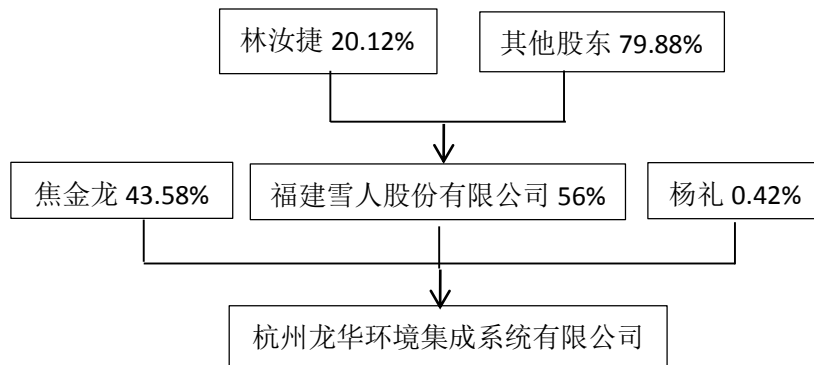 林汝捷 20.12%
其他股东 79.88%
焦金龙 43.58%
福建雪人股份有限公司 56%
杨礼 0.42%
杭州龙华环境集成系统有限公司